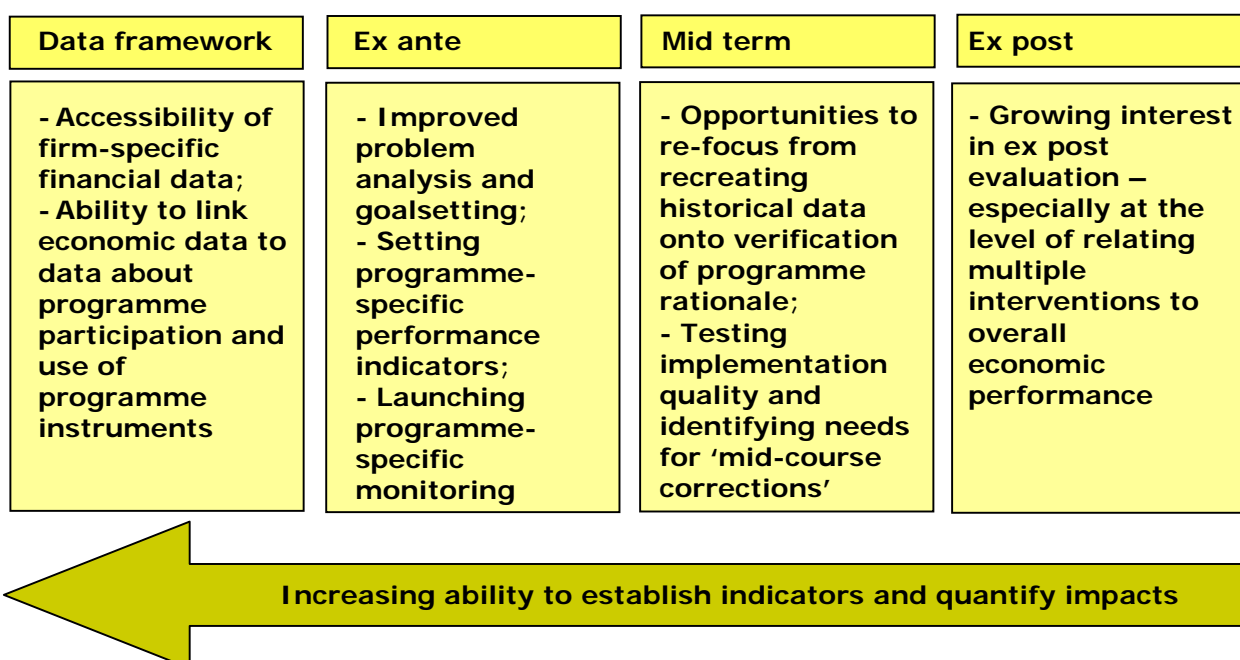 Data framework
- Accessibility of
firm-specific
financial data;
- Ability to link
economic data to
data about
programme
participation and
use of
programme
instruments
Ex ante
- Improved
problem
analysis and
goalsetting;
- Setting
programme-
specific
performance
indicators;
- Launching
programme-
specific
monitoring
Mid term
- Opportunities to
re-focus from
recreating
historical data
onto verification
of programme
rationale;
- Testing
implementation
quality and
identifying needs
for ‘mid-course
corrections’
Ex post
- Growing interest
in ex post
evaluation –
especially at the
level of relating
multiple
interventions to
overall
economic
performance
Increasing ability to establish indicators and quantify impacts